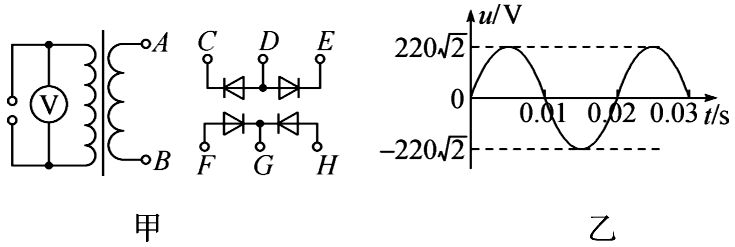 A
V
B
C D E
F G H
甲
u/V
220√2
0
0.01 0.02 0.03 t/s
−220√2
乙